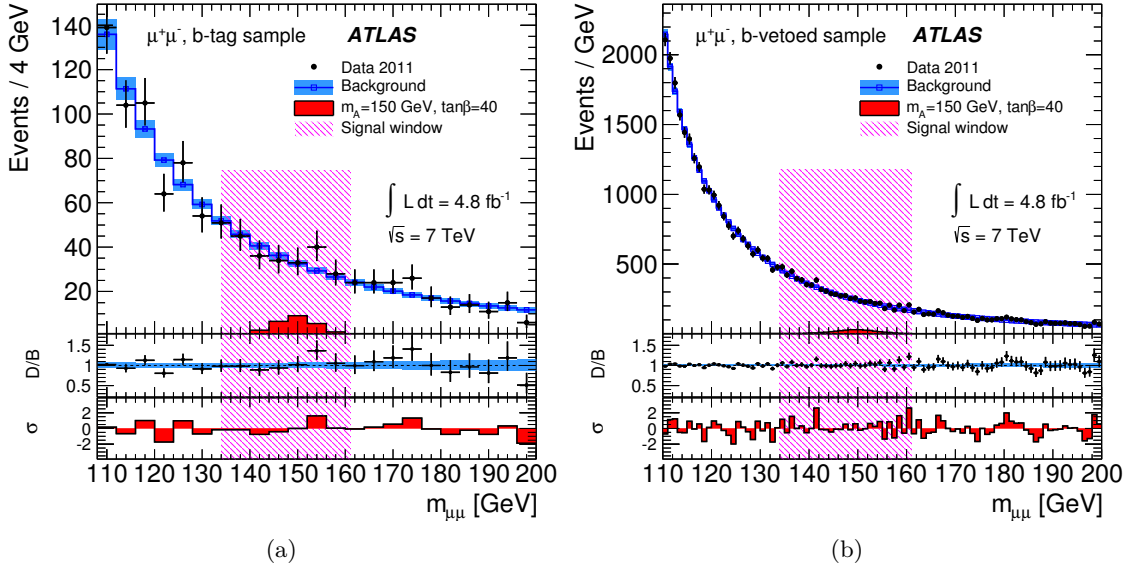 μ⁺μ⁻, b-tag sample ATLAS
Data 2011
Background
m_A=150 GeV, tanβ=40
Signal window
∫ L dt = 4.8 fb⁻¹
√s = 7 TeV
Events / 4 GeV
140
120
100
80
60
40
20
D/B
1.5
1
0.5
σ
2
0
-2
110 120 130 140 150 160 170 180 190 200
m_μμ [GeV]
(a)
μ⁺μ⁻, b-vetoed sample ATLAS
Data 2011
Background
m_A=150 GeV, tanβ=40
Signal window
∫ L dt = 4.8 fb⁻¹
√s = 7 TeV
Events / GeV
2000
1500
1000
500
D/B
1.5
1
0.5
σ
2
0
-2
110 120 130 140 150 160 170 180 190 200
m_μμ [GeV]
(b)